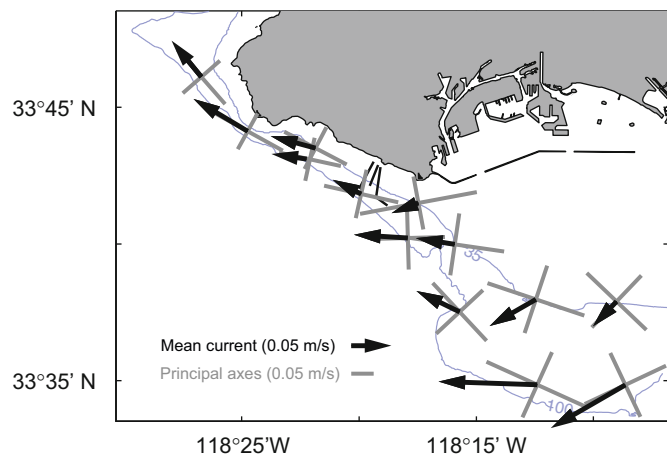 33°45' N
35
Mean current (0.05 m/s)
Principal axes (0.05 m/s)
33°35' N
100
118°25'W
118°15' W